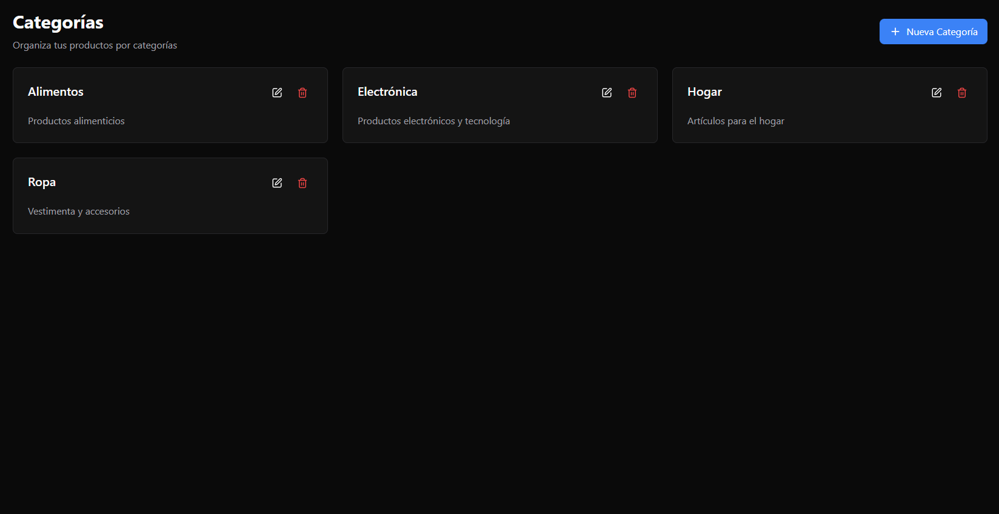 Categorías
Organiza tus productos por categorías
Nueva Categoría
Alimentos
Productos alimenticios
Electrónica
Productos electrónicos y tecnología
Hogar
Artículos para el hogar
Ropa
Vestimenta y accesorios